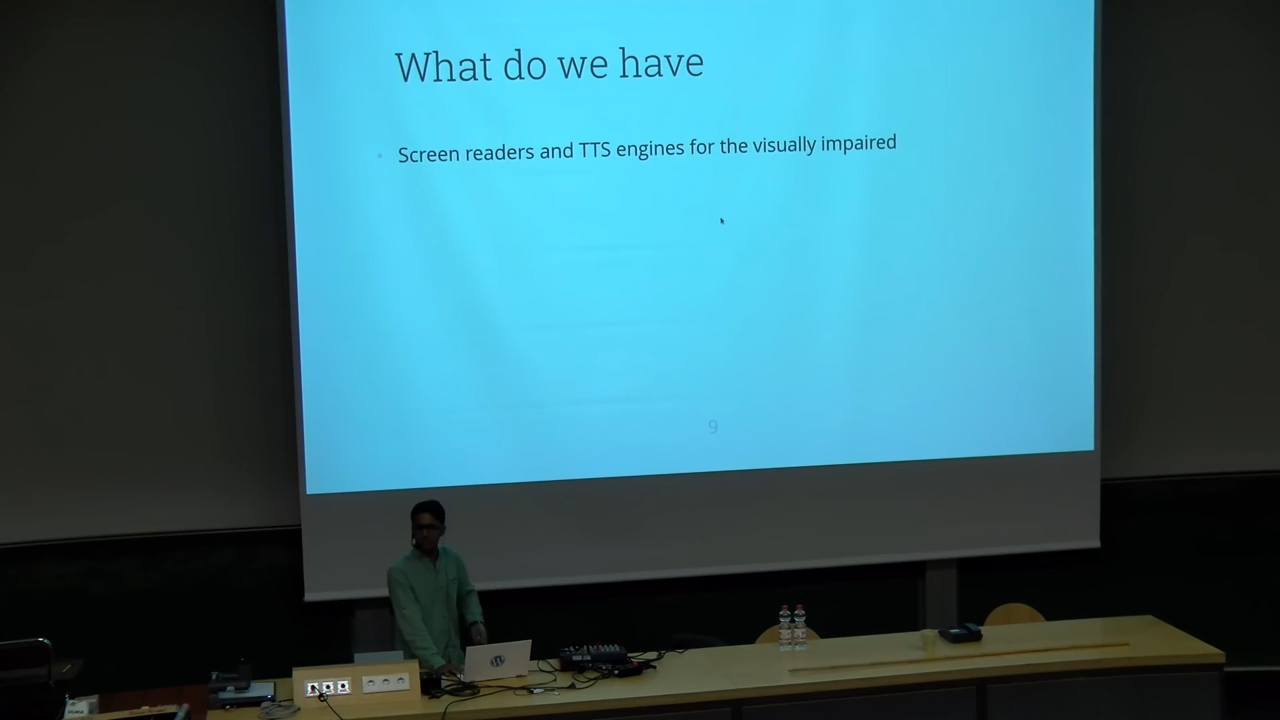 What do we have
Screen readers and TTS engines for the visually impaired
9